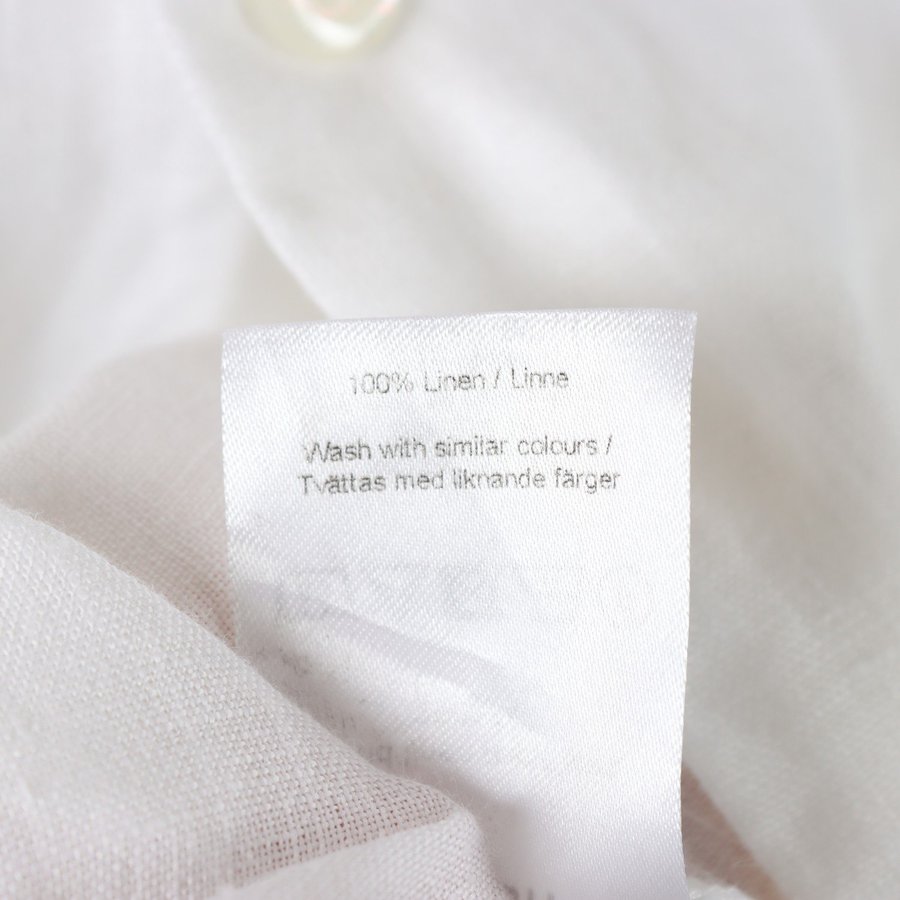 100% Linen / Linne
Wash with similar colours /
Tvättas med liknande färger